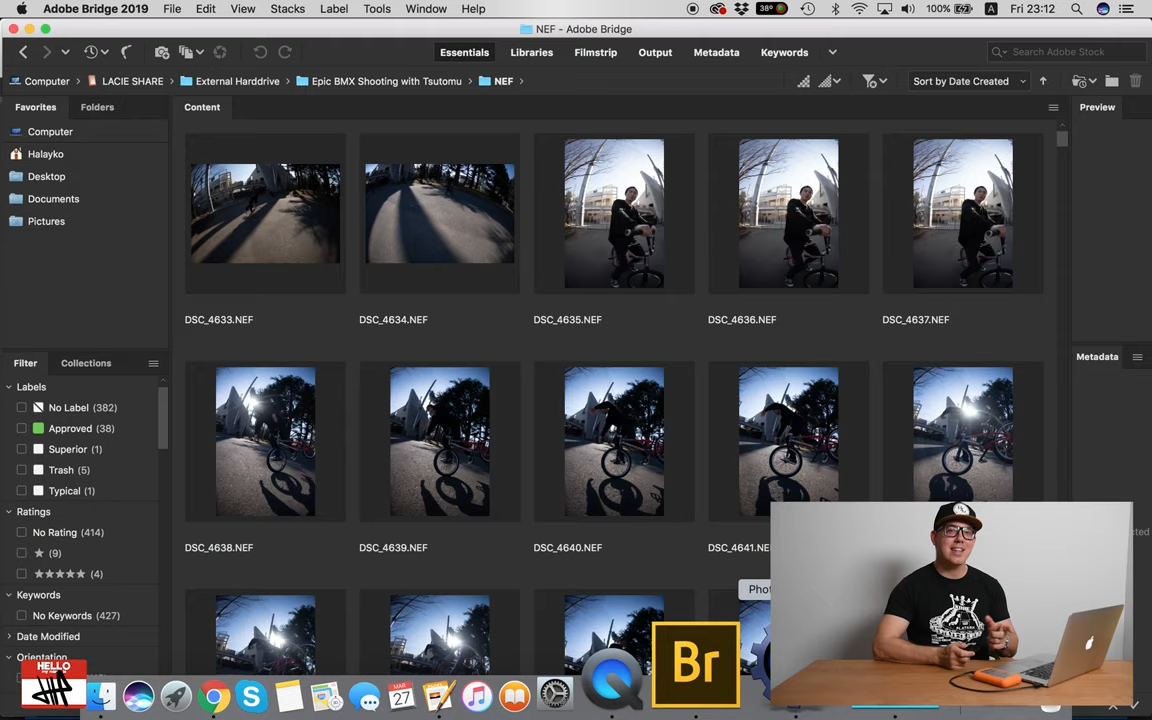 Adobe Bridge 2019 File Edit View Stacks Label Tools Window Help 38° 100% A Fri 23:12
NEF - Adobe Bridge
Essentials Libraries Filmstrip Output Metadata Keywords Search Adobe Stock
Computer LACIE SHARE External Harddrive Epic BMX Shooting with Tsutomu NEF Sort by Date Created
Favorites Folders Content Preview
Computer
Halayko
Desktop
Documents
Pictures
DSC_4633.NEF DSC_4634.NEF DSC_4635.NEF DSC_4636.NEF DSC_4637.NEF
Filter Collections Metadata
Labels
No Label (382)
Approved (38)
Superior (1)
Trash (5)
Typical (1)
Ratings
No Rating (414)
(9)
(4)
Keywords
No Keywords (427)
Date Modified
Orientation
DSC_4638.NEF DSC_4639.NEF DSC_4640.NEF DSC_4641.NE
Phot
Br
HELLO
MAR
27